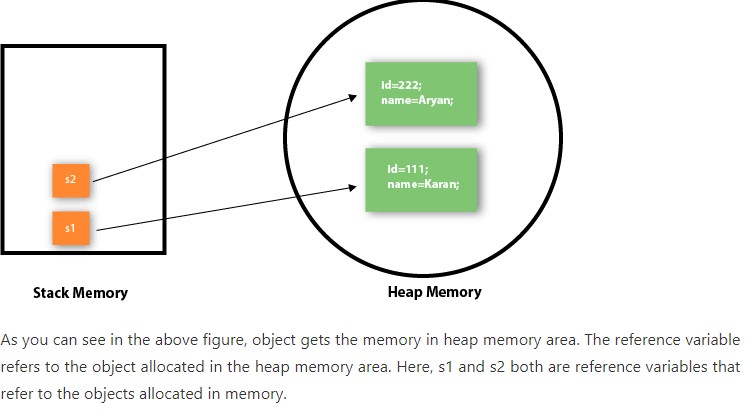 id=222;
name=Aryan;
s2
id=111;
name=Karan;
s1
Stack Memory
Heap Memory
As you can see in the above figure, object gets the memory in heap memory area. The reference variable
refers to the object allocated in the heap memory area. Here, s1 and s2 both are reference variables that
refer to the objects allocated in memory.